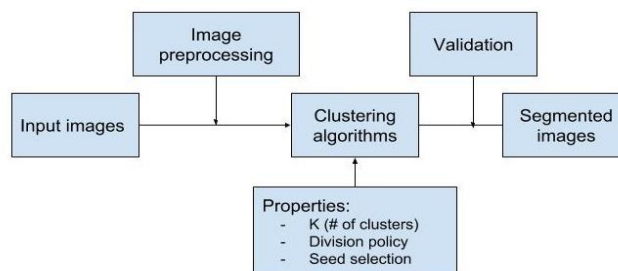 Image
preprocessing
Validation
Input images
Clustering
algorithms
Segmented
images
Properties:
- K (# of clusters)
- Division policy
- Seed selection